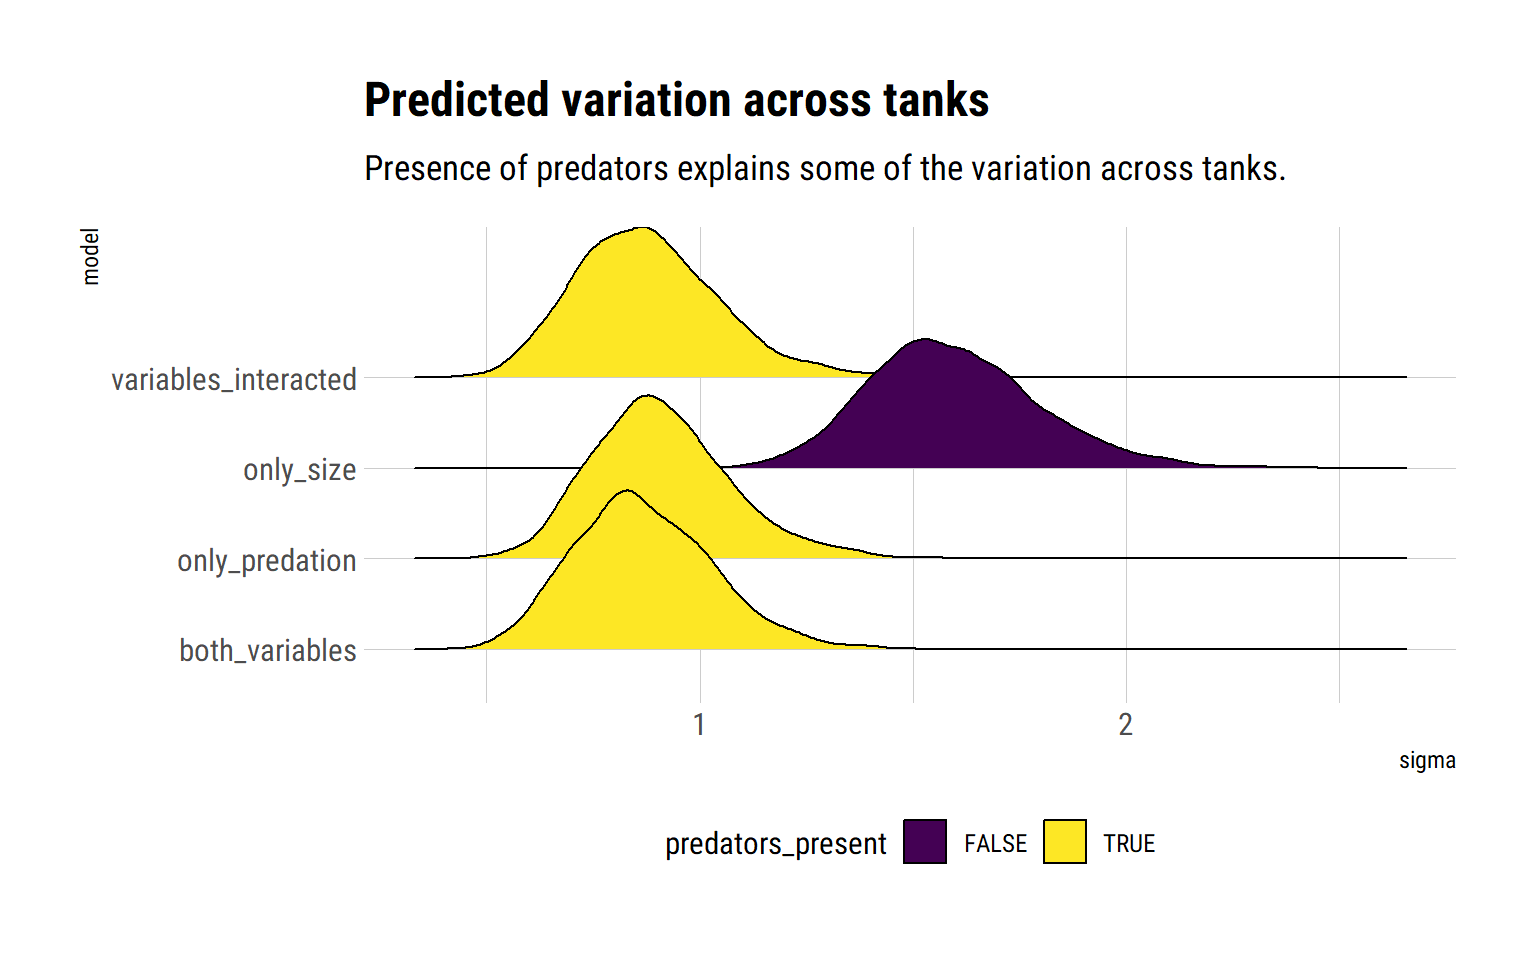 Predicted variation across tanks
Presence of predators explains some of the variation across tanks.
model
variables_interacted
only_size
only_predation
both_variables
1 2
sigma
predators_present FALSE TRUE